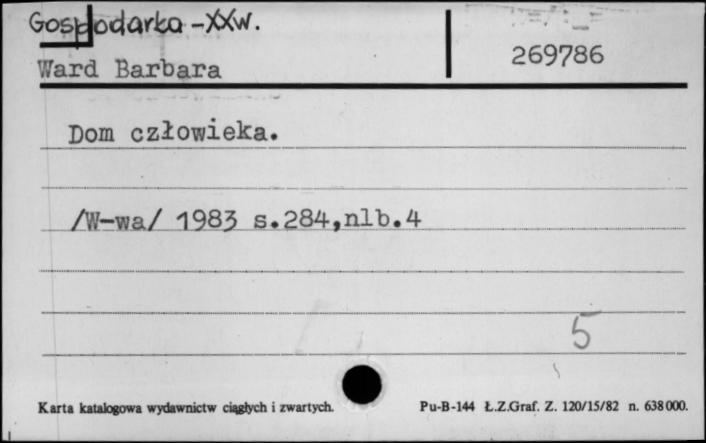 Gospodarka - XXw.
Ward Barbara
269786
Dom człowieka.
/W-wa/ 1983 s.284,nlb.4
5
Karta katalogowa wydawnictw ciągłych i zwartych.
Pu-B-144 Ł.Z.Graf. Z. 120/15/82 n. 638000.